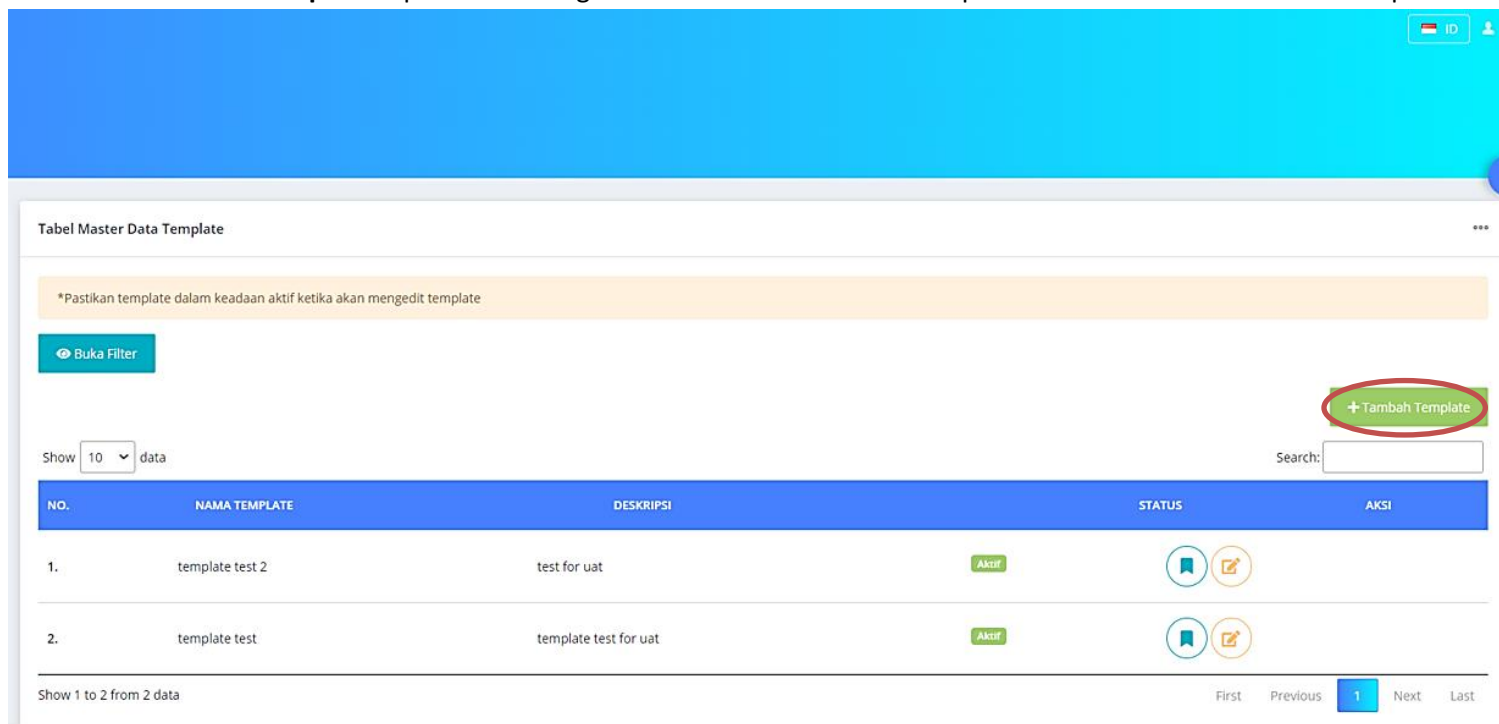 ID
Tabel Master Data Template
*Pastikan template dalam keadaan aktif ketika akan mengedit template
Buka Filter
+ Tambah Template
Show 10 data
Search:
NO. NAMA TEMPLATE DESKRIPSI STATUS AKSI
1. template test 2 test for uat Aktif
2. template test template test for uat Aktif
Show 1 to 2 from 2 data
First Previous 1 Next Last